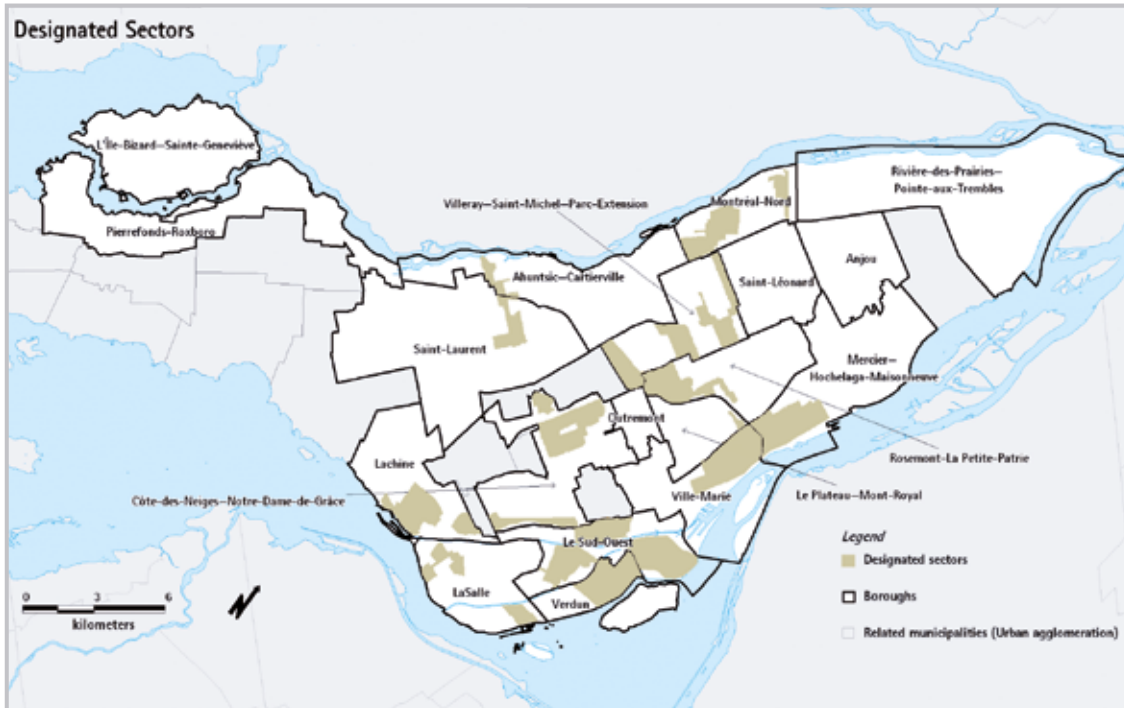 Designated Sectors
L'Île-Bizard–Sainte-Geneviève
Pierrefonds-Roxboro
Rivière-des-Prairies–
Pointe-aux-Trembles
Villeray–Saint-Michel–Parc-Extension
Montréal-Nord
Ahuntsic–Cartierville
Saint-Léonard
Anjou
Saint-Laurent
Mercier–
Hochelaga-Maisonneuve
Outremont
Lachine
Rosemont-La Petite-Patrie
Côte-des-Neiges–Notre-Dame-de-Grâce
Ville-Marie
Le Plateau–Mont-Royal
Le Sud-Ouest
LaSalle
Verdun
Legend
Designated sectors
Boroughs
Related municipalities (Urban agglomeration)
0 3 6
kilometers
N